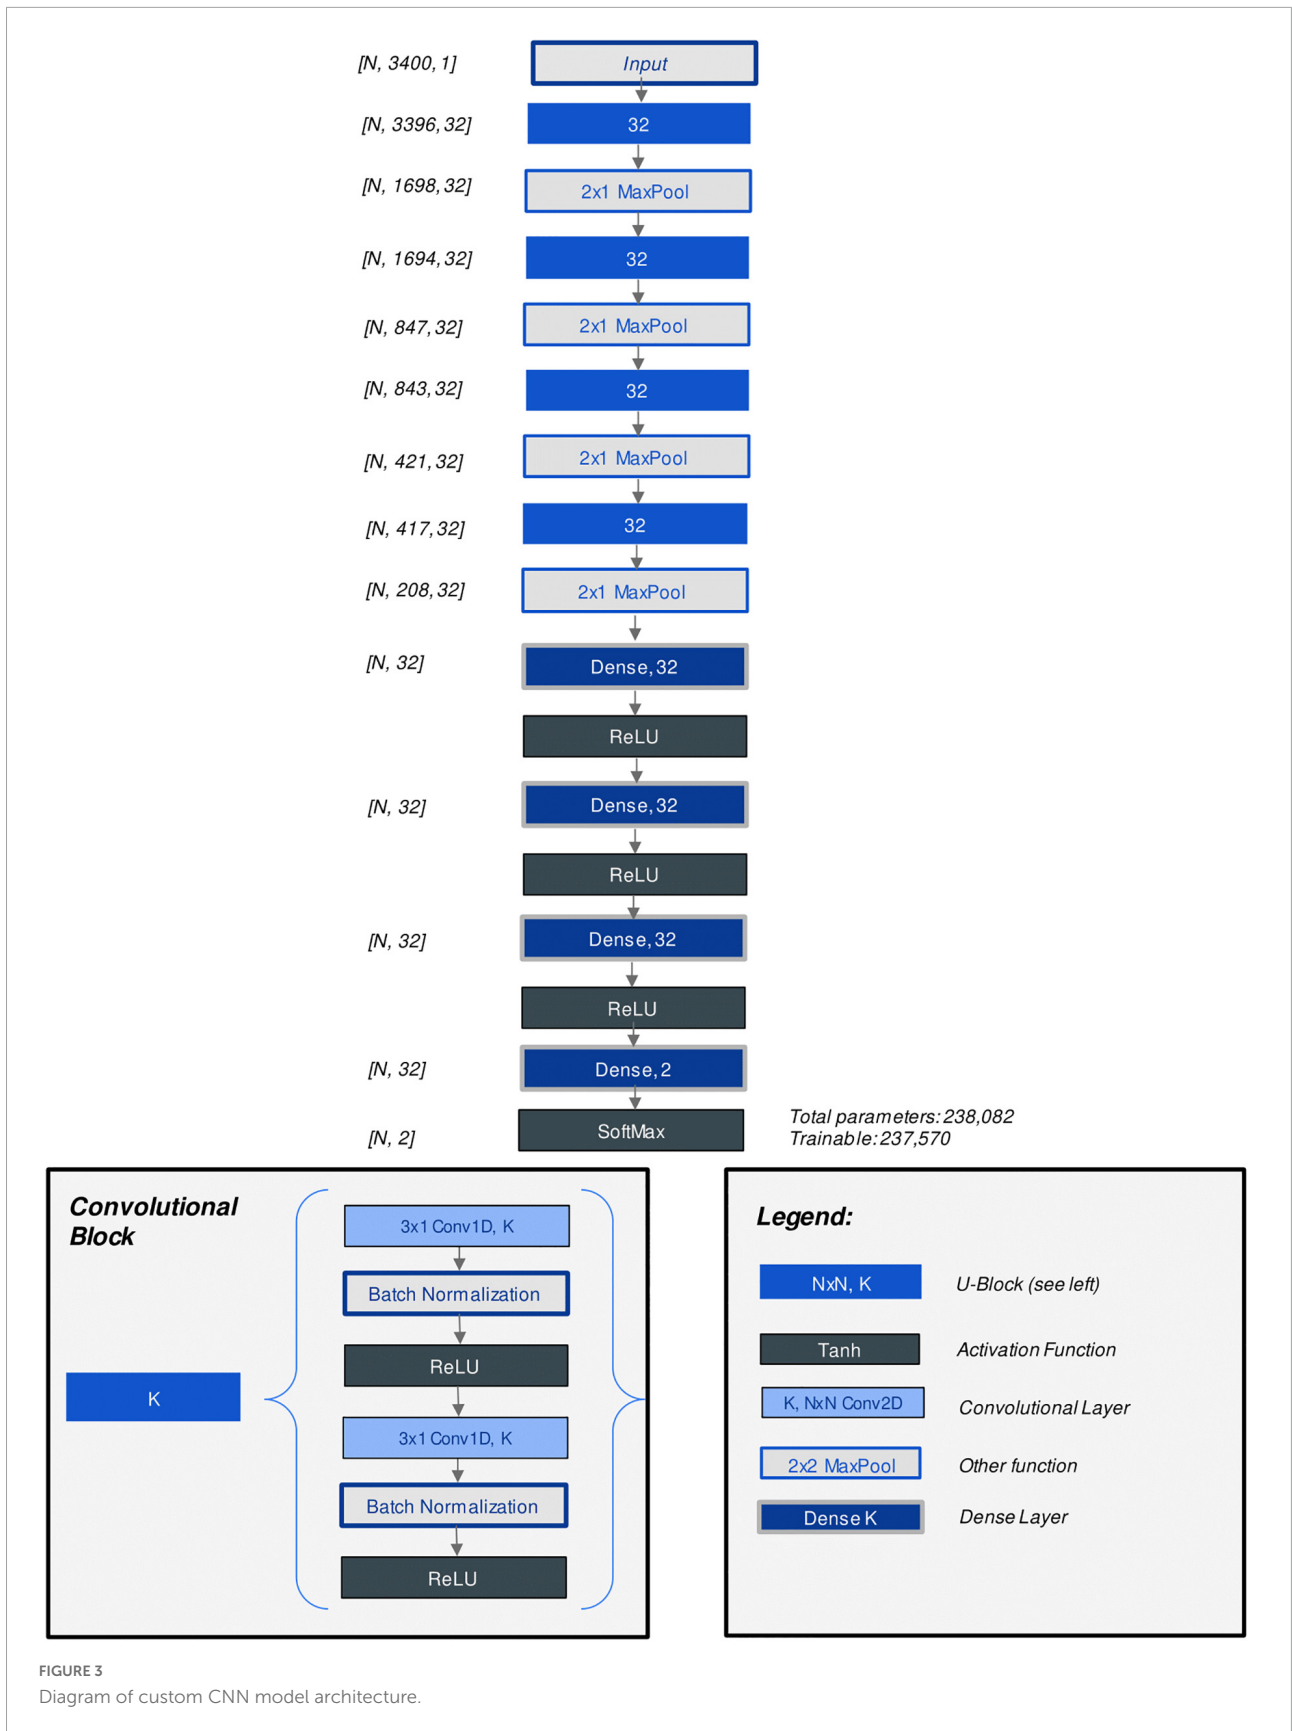 [N, 3400, 1]
Input
[N, 3396, 32]
32
[N, 1698, 32]
2x1 MaxPool
[N, 1694, 32]
32
[N, 847, 32]
2x1 MaxPool
[N, 843, 32]
32
[N, 421, 32]
2x1 MaxPool
[N, 417, 32]
32
[N, 208, 32]
2x1 MaxPool
[N, 32]
Dense, 32
ReLU
[N, 32]
Dense, 32
ReLU
[N, 32]
Dense, 32
ReLU
[N, 32]
Dense, 2
[N, 2]
SoftMax
Total parameters: 238,082
Trainable: 237,570
Convolutional
Block
K
3x1 Conv1D, K
Batch Normalization
ReLU
3x1 Conv1D, K
Batch Normalization
ReLU
Legend:
NxN, K
U-Block (see left)
Tanh
Activation Function
K, NxN Conv2D
Convolutional Layer
2x2 MaxPool
Other function
Dense K
Dense Layer
FIGURE 3
Diagram of custom CNN model architecture.